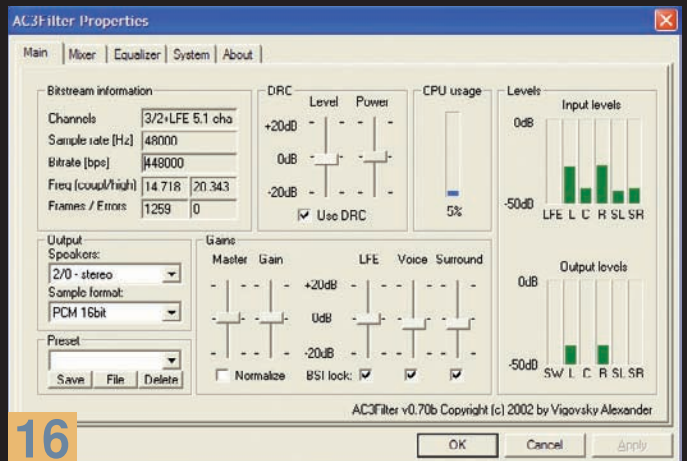 AC3Filter Properties
Main Mixer Equalizer System About
Bitstream information
Channels 3/2+LFE 5.1 cha
Sample rate [Hz] 48000
Bitrate [bps] 448000
Freq (coupl/high) 14.718 20.343
Frames / Errors 1259 0
DRC
Level Power
+20dB
0dB
-20dB
Use DRC
CPU usage
5%
Levels
Input levels
0dB
-50dB
LFE L C R SL SR
Output
Speakers:
2/0 - stereo
Sample format:
PCM 16bit
Preset
Save File Delete
Gains
Master Gain LFE Voice Surround
+20dB
0dB
-20dB
Normalize BSI lock:
Output levels
0dB
-50dB
SW L C R SL SR
AC3Filter v0.70b Copyright (c) 2002 by Vigovsky Alexander
OK Cancel Apply
16